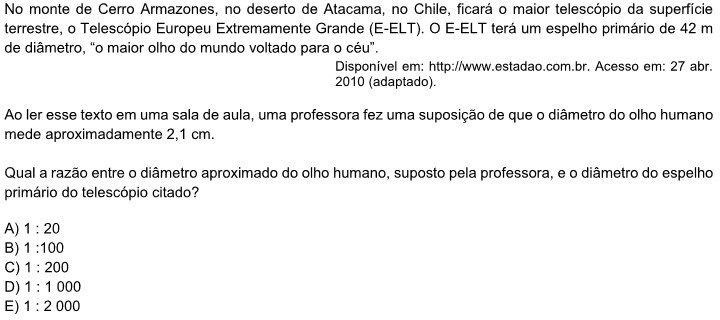 No monte de Cerro Armazones, no deserto de Atacama, no Chile, ficará o maior telescópio da superfície
terrestre, o Telescópio Europeu Extremamente Grande (E-ELT). O E-ELT terá um espelho primário de 42 m
de diâmetro, “o maior olho do mundo voltado para o céu”.
Disponível em: http://www.estadao.com.br. Acesso em: 27 abr.
2010 (adaptado).
Ao ler esse texto em uma sala de aula, uma professora fez uma suposição de que o diâmetro do olho humano
mede aproximadamente 2,1 cm.
Qual a razão entre o diâmetro aproximado do olho humano, suposto pela professora, e o diâmetro do espelho
primário do telescópio citado?
A) 1 : 20
B) 1 :100
C) 1 : 200
D) 1 : 1 000
E) 1 : 2 000